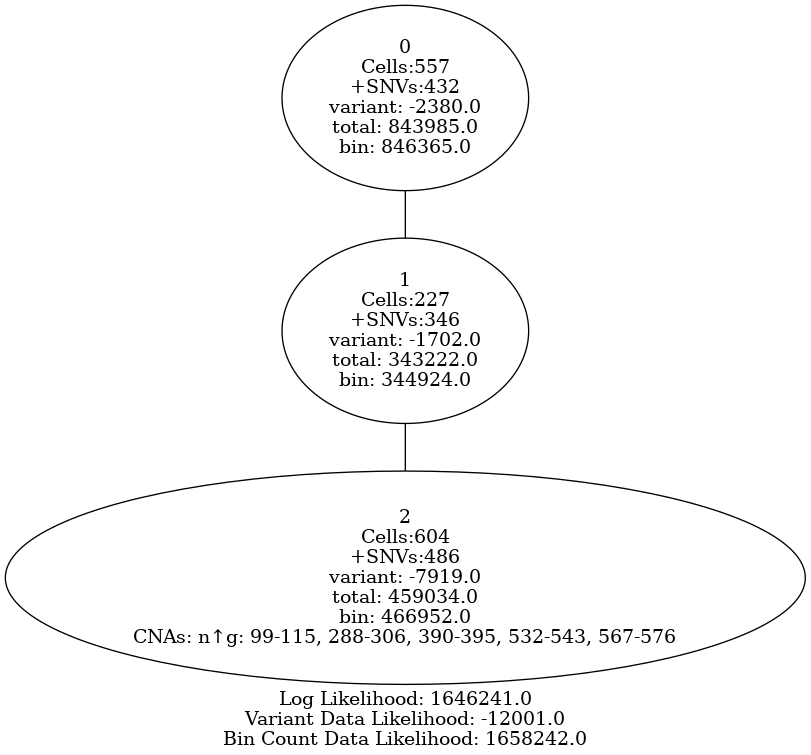 0
Cells:557
+SNVs:432
variant: -2380.0
total: 843985.0
bin: 846365.0
1
Cells:227
+SNVs:346
variant: -1702.0
total: 343222.0
bin: 344924.0
2
Cells:604
+SNVs:486
variant: -7919.0
total: 459034.0
bin: 466952.0
CNAs: n↑g: 99-115, 288-306, 390-395, 532-543, 567-576
Log Likelihood: 1646241.0
Variant Data Likelihood: -12001.0
Bin Count Data Likelihood: 1658242.0